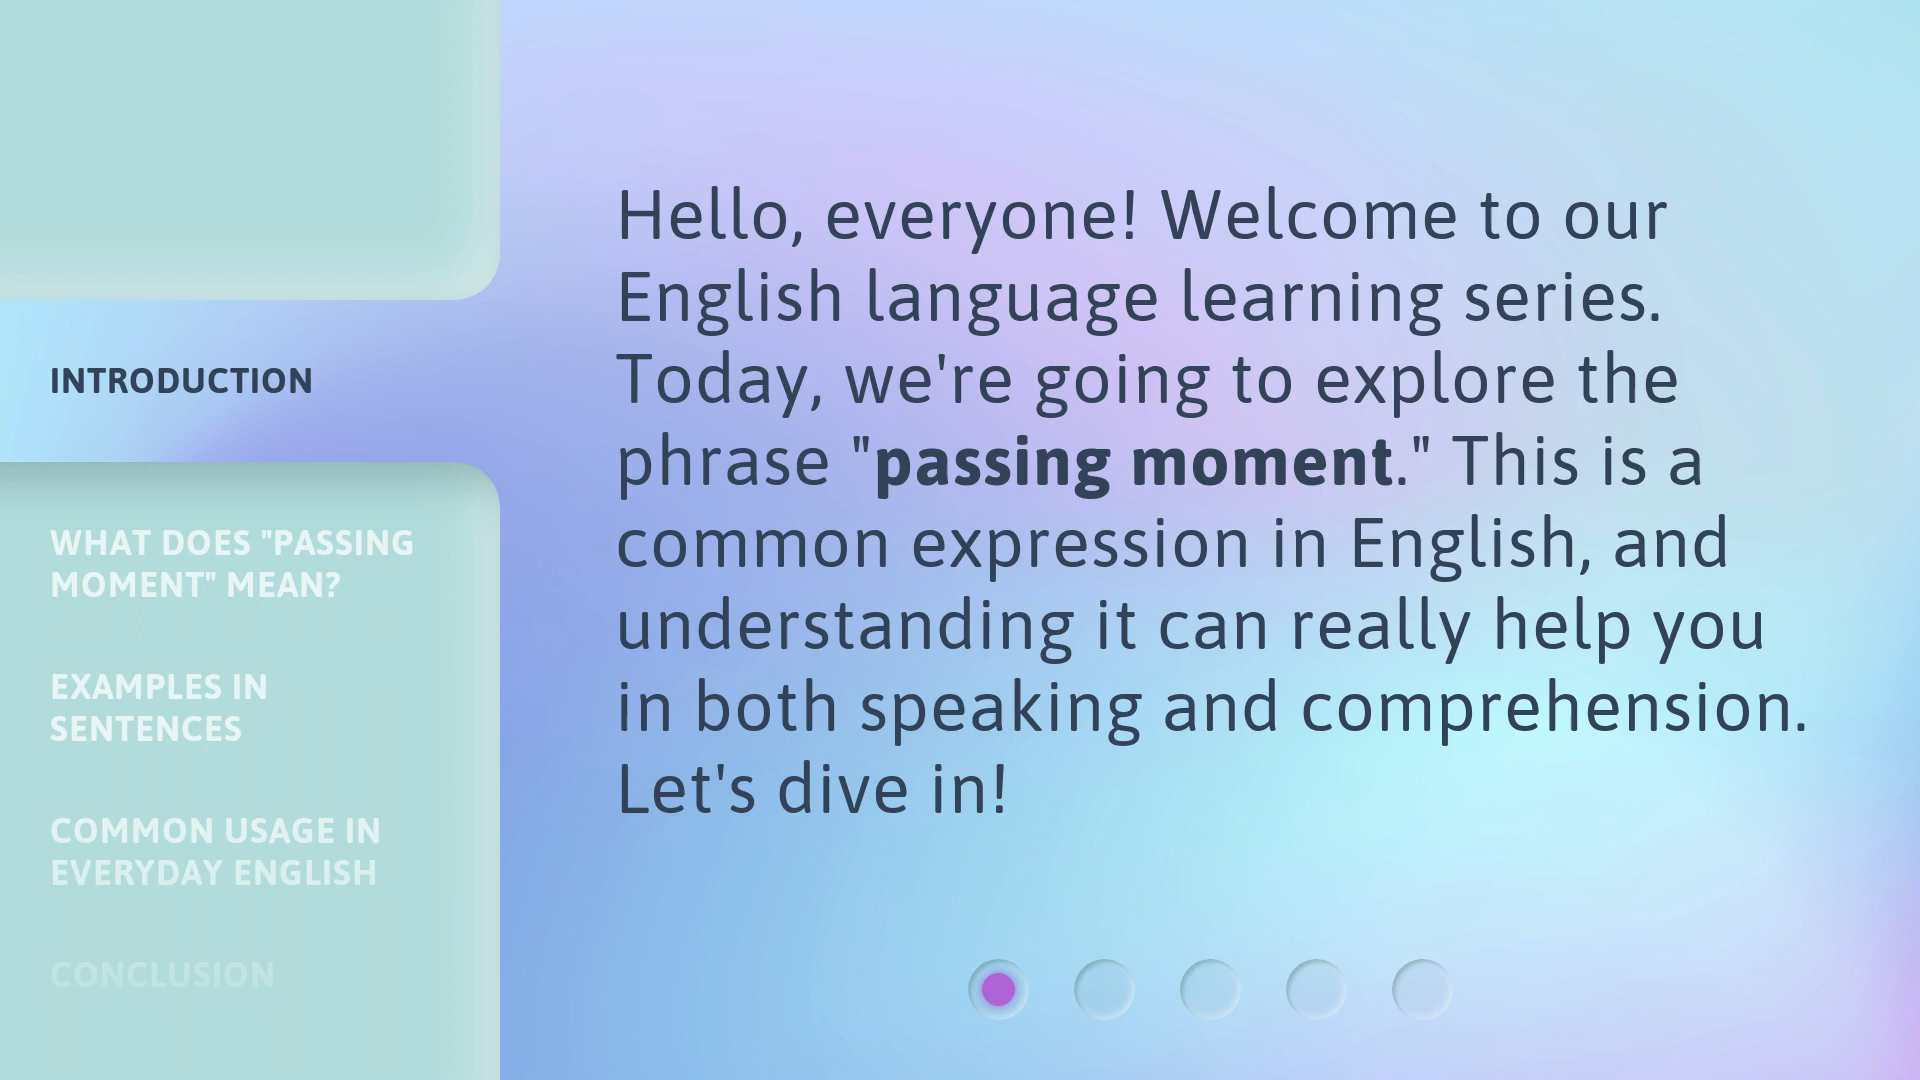 INTRODUCTION
WHAT DOES "PASSING
MOMENT" MEAN?
EXAMPLES IN
SENTENCES
COMMON USAGE IN
EVERYDAY ENGLISH
CONCLUSION
Hello, everyone! Welcome to our
English language learning series.
Today, we're going to explore the
phrase "passing moment." This is a
common expression in English, and
understanding it can really help you
in both speaking and comprehension.
Let's dive in!